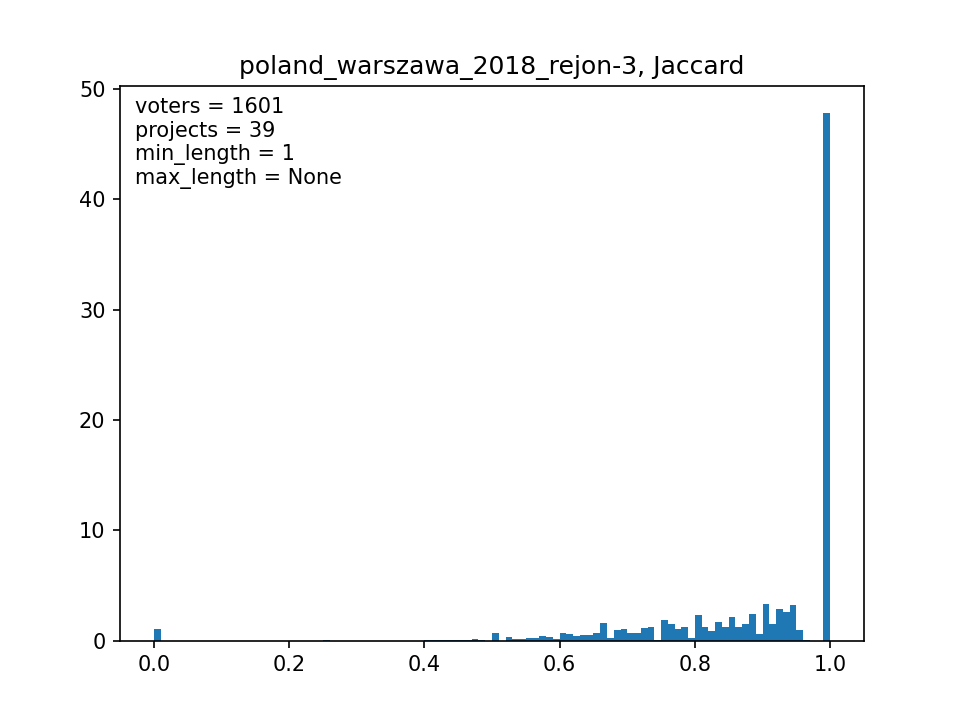 poland_warszawa_2018_rejon-3, Jaccard
voters = 1601
projects = 39
min_length = 1
max_length = None
50
40
30
20
10
0
0.0 0.2 0.4 0.6 0.8 1.0